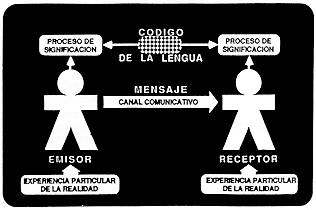 CODIGO
DE LA LENGUA
PROCESO DE
SIGNIFICACION
PROCESO DE
SIGNIFICACION
MENSAJE
CANAL COMUNICATIVO
EMISOR
RECEPTOR
EXPERIENCIA PARTICULAR
DE LA REALIDAD
EXPERIENCIA PARTICULAR
DE LA REALIDAD